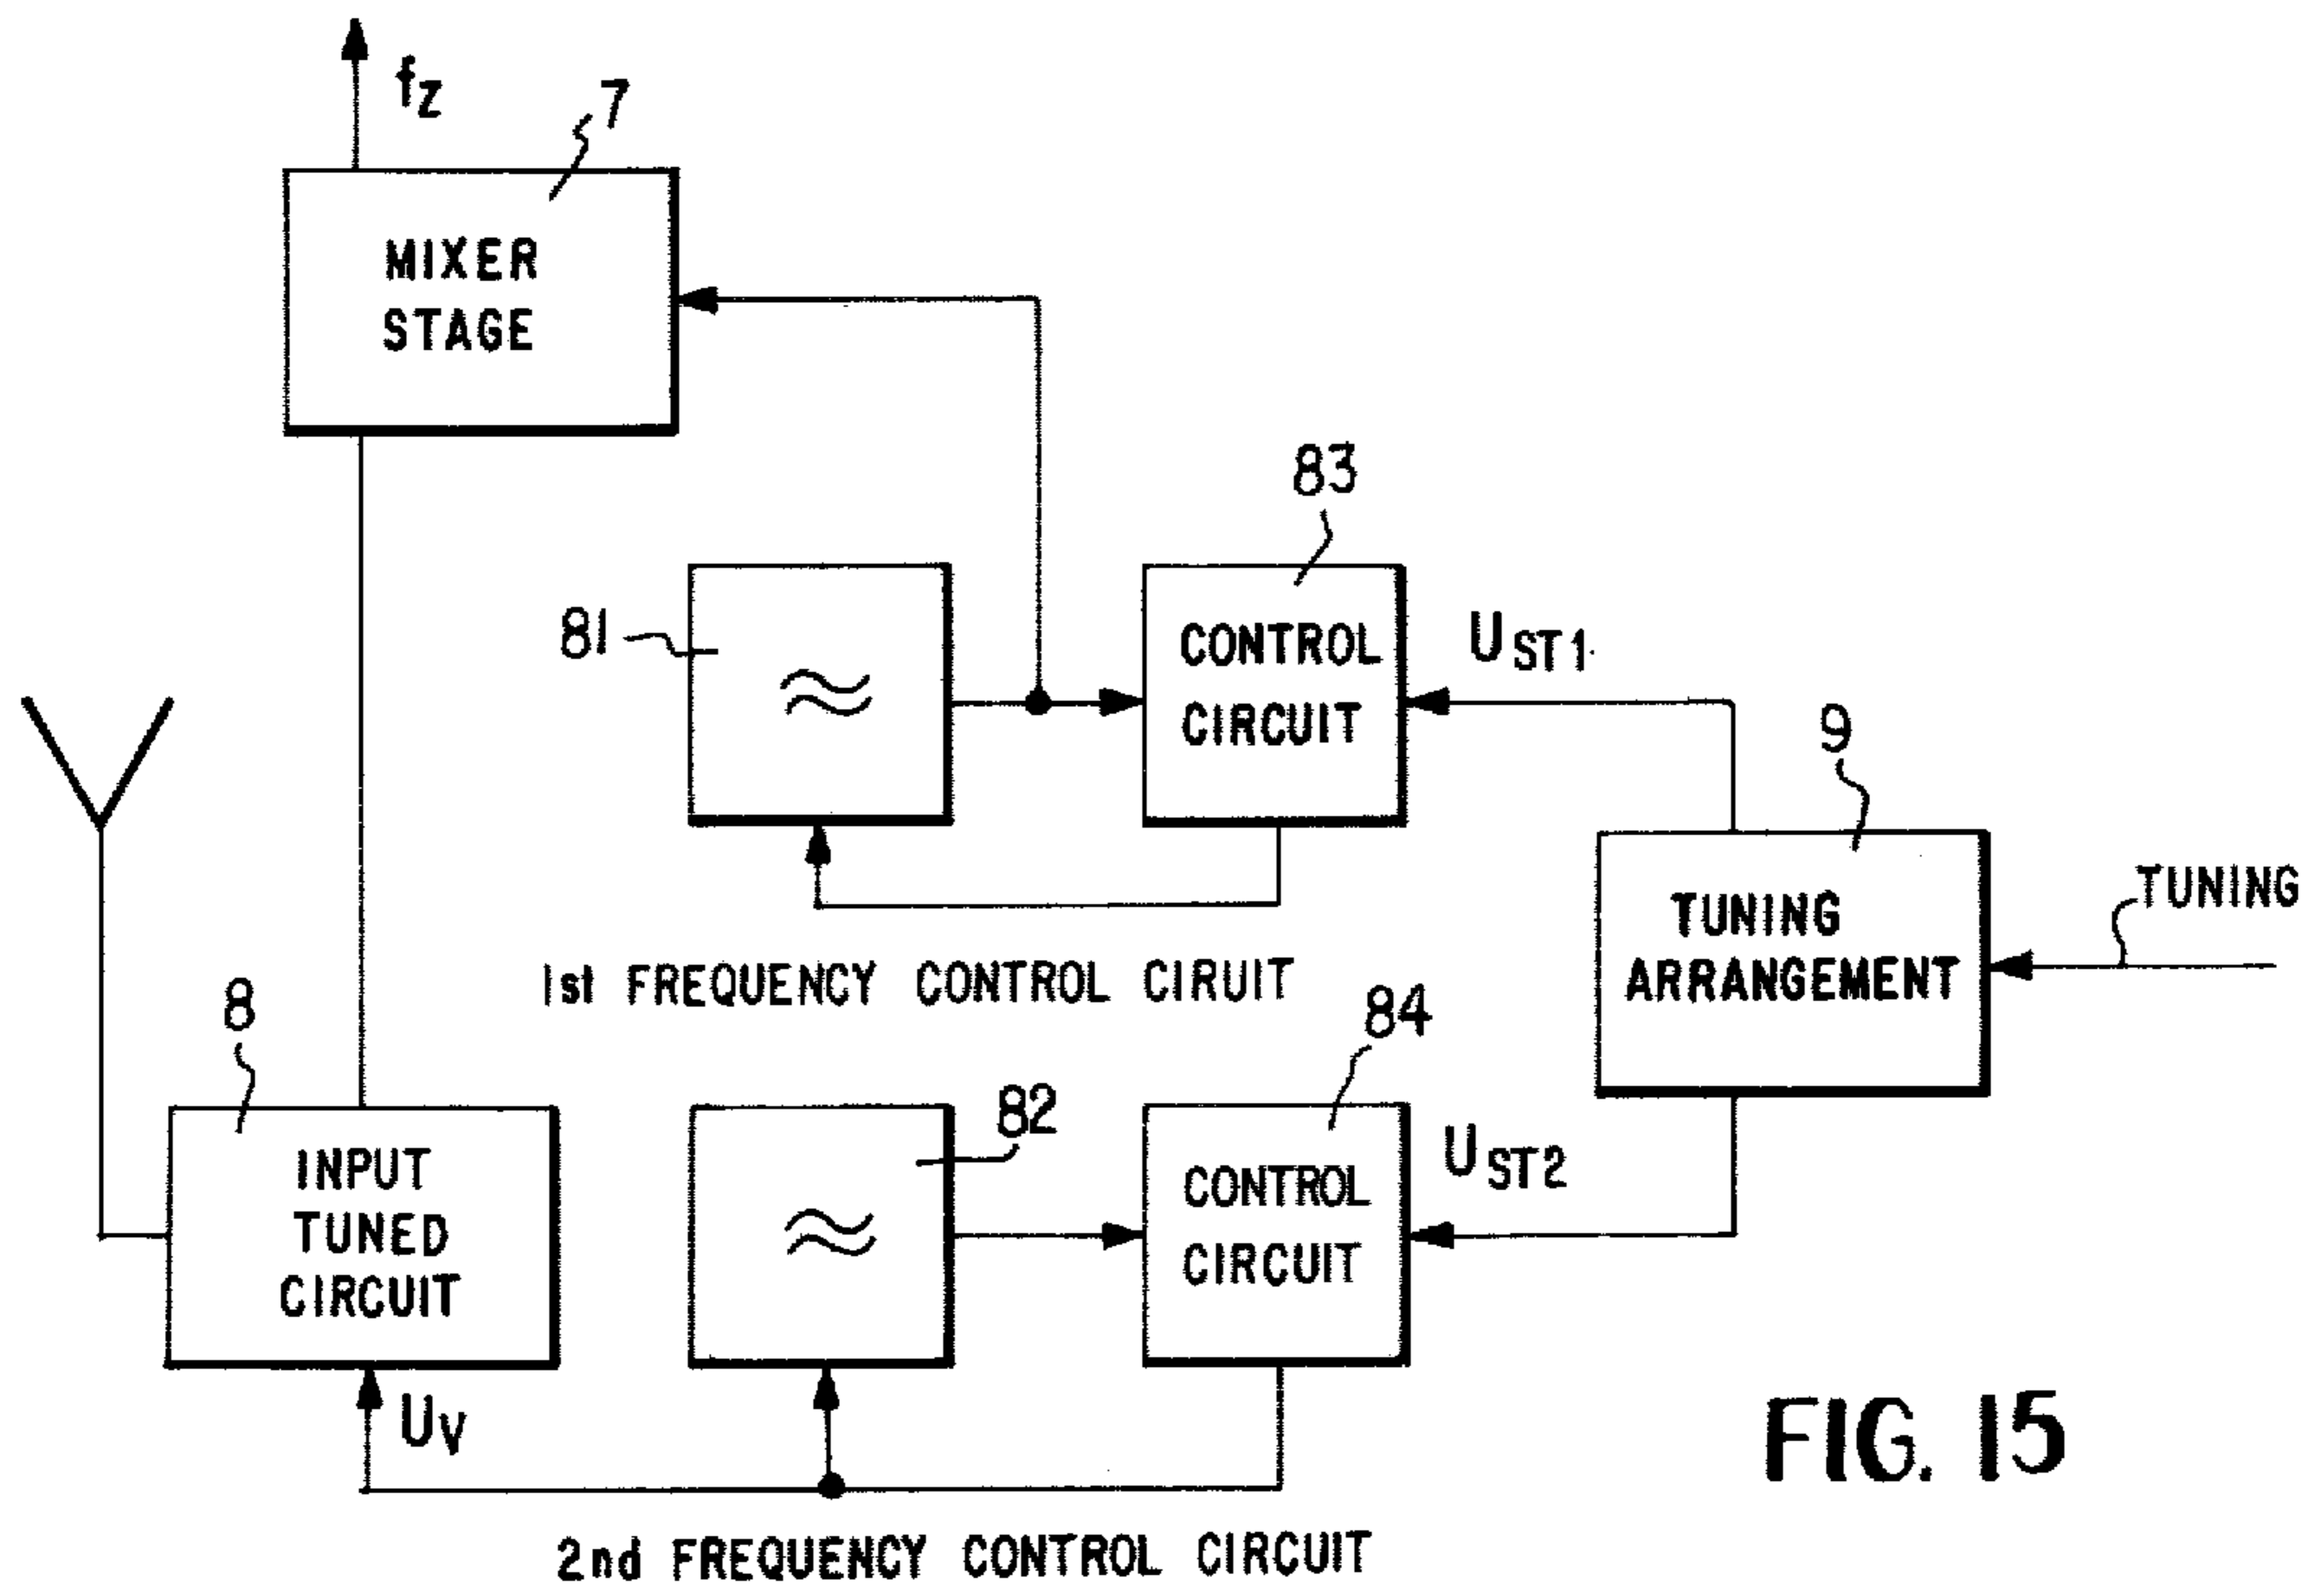 fZ
7
MIXER
STAGE
83
81
CONTROL
CIRCUIT
UST1
9
TUNING
ARRANGEMENT
TUNING
1st FREQUENCY CONTROL CIRUIT
8
84
82
INPUT
TUNED
CIRCUIT
CONTROL
CIRCUIT
UST2
UV
FIG. 15
2nd FREQUENCY CONTROL CIRCUIT